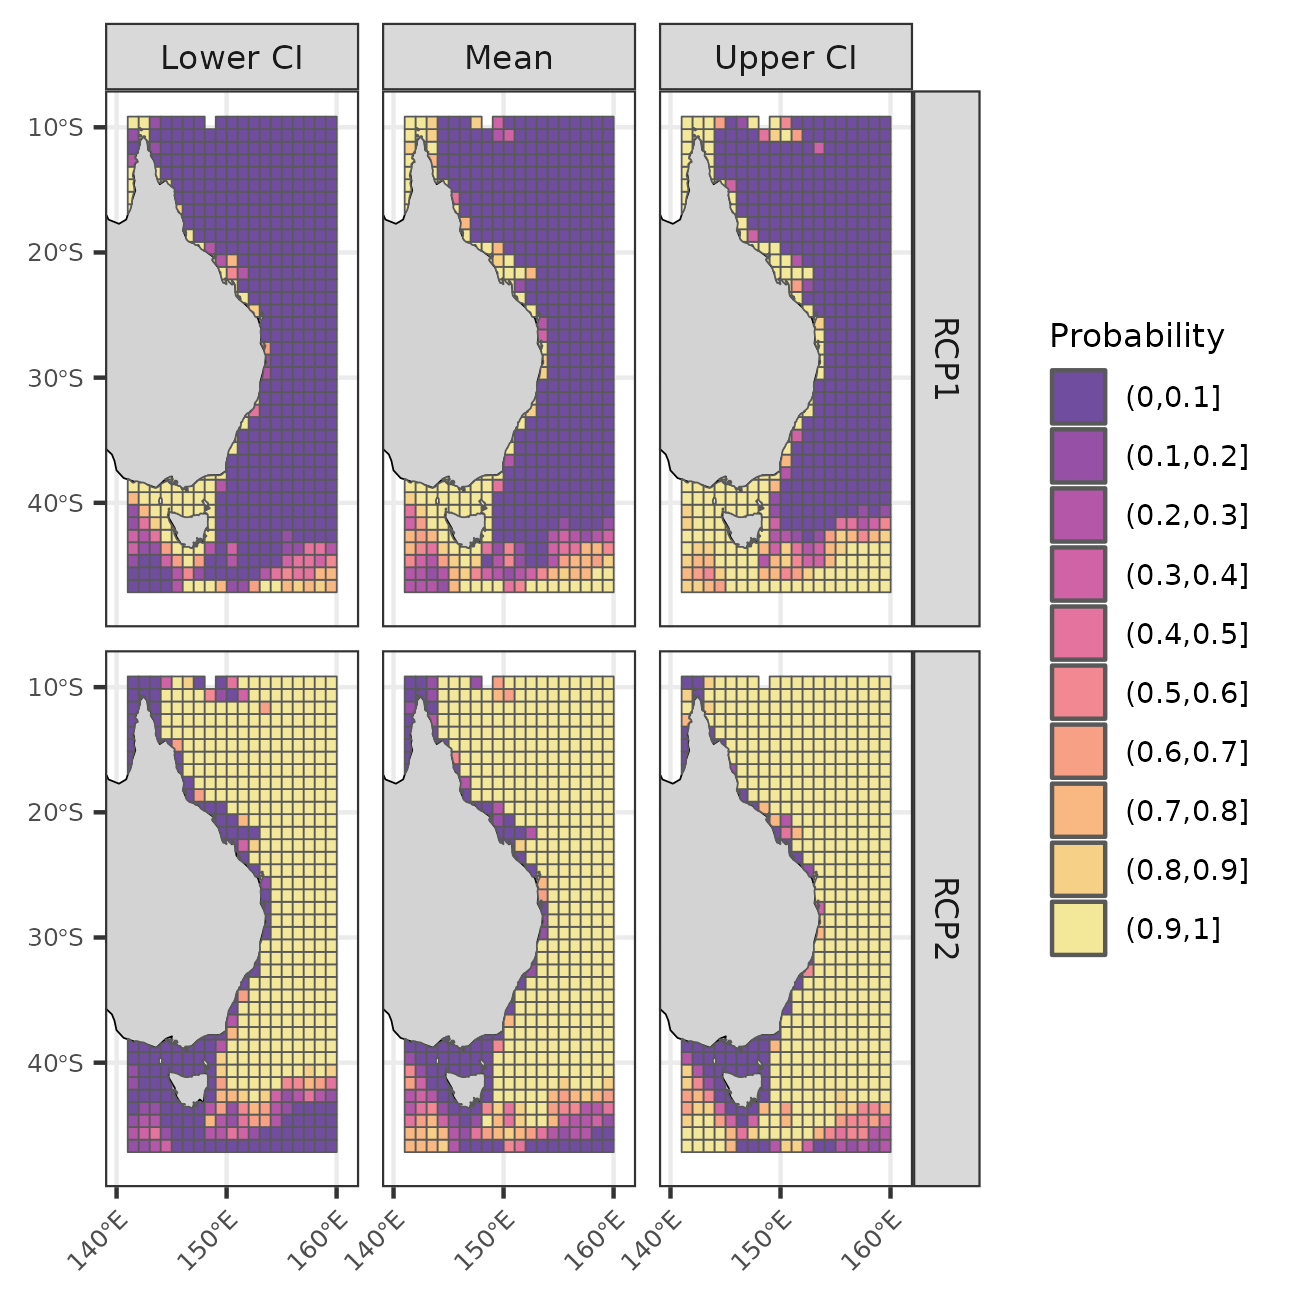 Lower CI
Mean
Upper CI
RCP1
10°S
20°S
30°S
40°S
RCP2
10°S
20°S
30°S
40°S
140°E
150°E
160°E
140°E
150°E
160°E
140°E
150°E
160°E
Probability
(0,0.1]
(0.1,0.2]
(0.2,0.3]
(0.3,0.4]
(0.4,0.5]
(0.5,0.6]
(0.6,0.7]
(0.7,0.8]
(0.8,0.9]
(0.9,1]